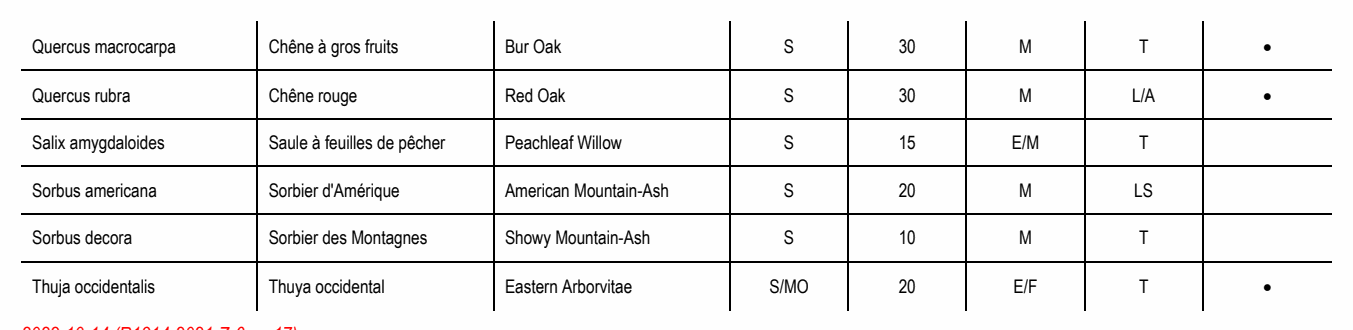 Quercus macrocarpa Chêne à gros fruits Bur Oak S 30 M T •
Quercus rubra Chêne rouge Red Oak S 30 M L/A •
Salix amygdaloides Saule à feuilles de pêcher Peachleaf Willow S 15 E/M T
Sorbus americana Sorbier d'Amérique American Mountain-Ash S 20 M LS
Sorbus decora Sorbier des Montagnes Showy Mountain-Ash S 10 M T
Thuja occidentalis Thuya occidental Eastern Arborvitae S/MO 20 E/F T •